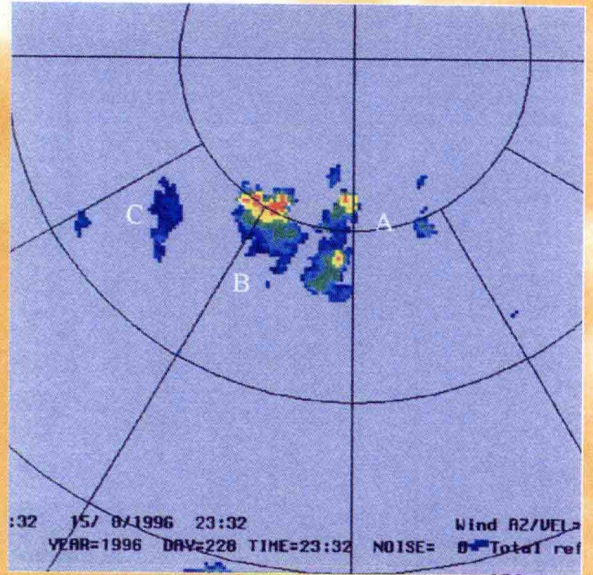 C
A
B
:32 15/ 8/1996 23:32 Wind AZ/VEL=
YEAR=1996 DAY=228 TIME=23:32 NOISE= 0 Total ref